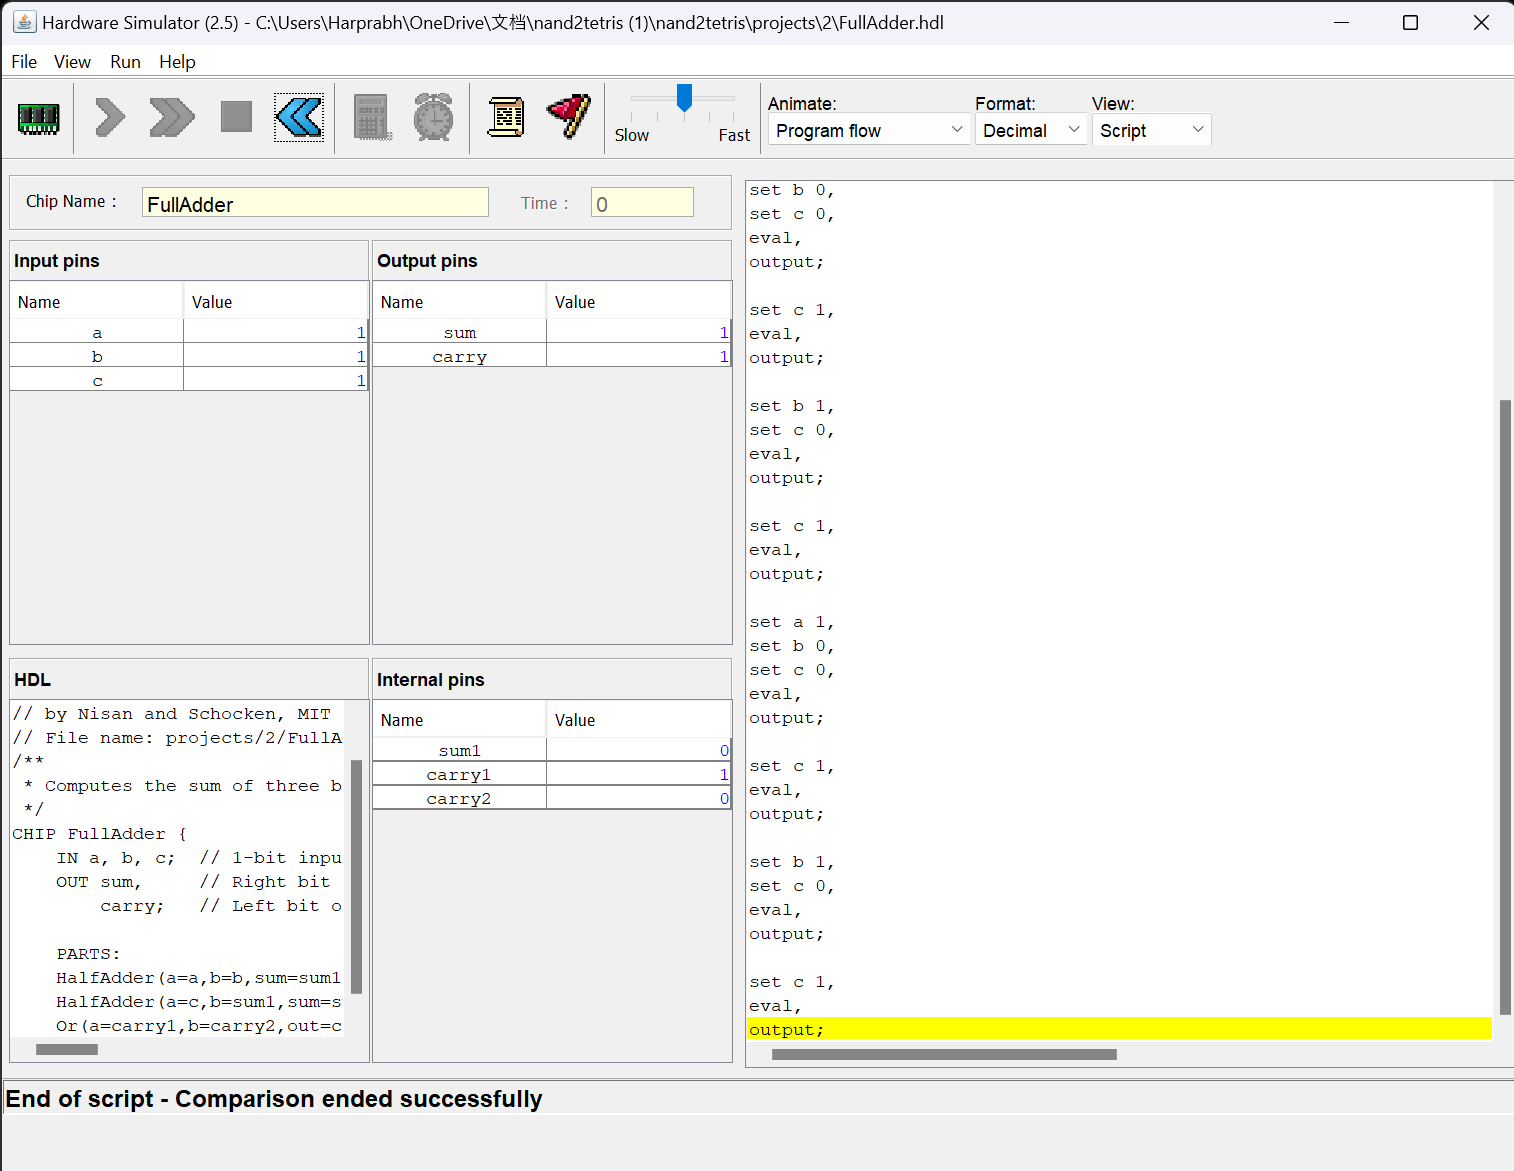 Hardware Simulator (2.5) - C:\Users\Harprabh\OneDrive\文档\nand2tetris (1)\nand2tetris\projects\2\FullAdder.hdl
File View Run Help
Slow Fast
Animate: Format: View:
Program flow Decimal Script
Chip Name : FullAdder Time : 0
Input pins
Name Value
a 1
b 1
c 1
Output pins
Name Value
sum 1
carry 1
HDL
// by Nisan and Schocken, MIT
// File name: projects/2/FullA
/**
* Computes the sum of three b
*/
CHIP FullAdder {
IN a, b, c; // 1-bit inpu
OUT sum, // Right bit
carry; // Left bit o
PARTS:
HalfAdder(a=a,b=b,sum=sum1
HalfAdder(a=c,b=sum1,sum=s
Or(a=carry1,b=carry2,out=c
Internal pins
Name Value
sum1 0
carry1 1
carry2 0
set b 0,
set c 0,
eval,
output;
set c 1,
eval,
output;
set b 1,
set c 0,
eval,
output;
set c 1,
eval,
output;
set a 1,
set b 0,
set c 0,
eval,
output;
set c 1,
eval,
output;
set b 1,
set c 0,
eval,
output;
set c 1,
eval,
output;
End of script - Comparison ended successfully